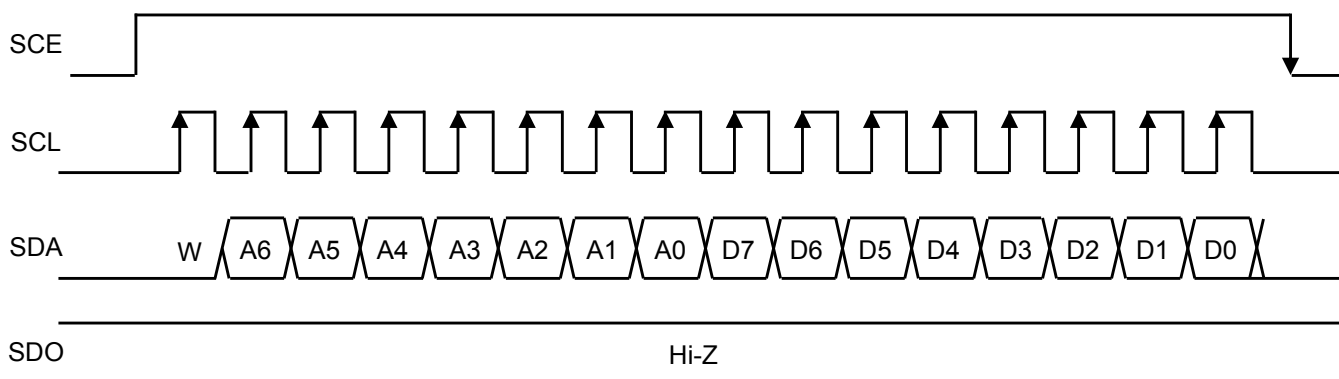 SCE
SCL
SDA W A6 A5 A4 A3 A2 A1 A0 D7 D6 D5 D4 D3 D2 D1 D0
SDO Hi-Z